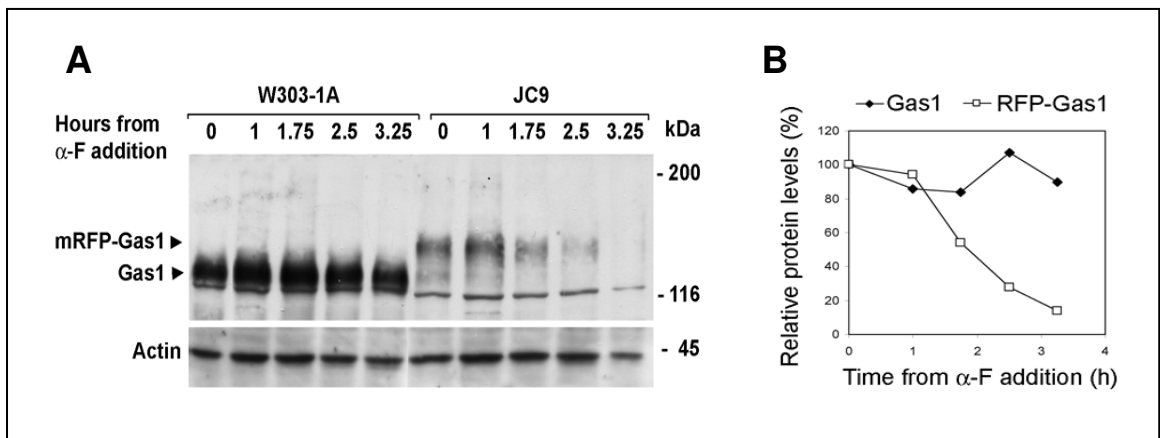 A
W303-1A JC9
Hours from
α-F addition
0 1 1.75 2.5 3.25 0 1 1.75 2.5 3.25 kDa
- 200
mRFP-Gas1
Gas1
- 116
Actin
- 45
B
Gas1 RFP-Gas1
Relative protein levels (%)
120
100
80
60
40
20
0
0 1 2 3 4
Time from α-F addition (h)